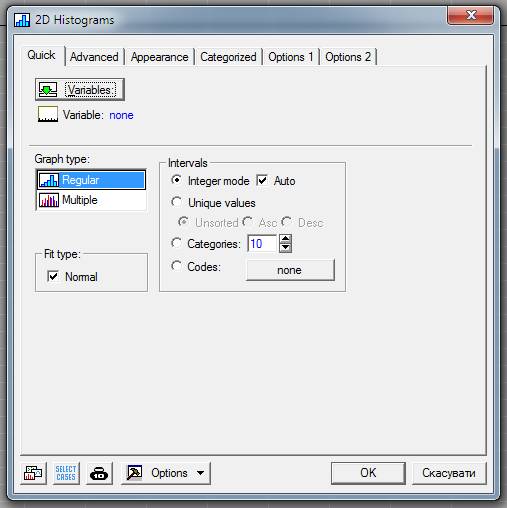 2D Histograms
Quick Advanced Appearance Categorized Options 1 Options 2
Variables:
Variable: none
Graph type:
Regular
Multiple
Fit type:
Normal
Intervals
Integer mode Auto
Unique values
Unsorted Asc Desc
Categories: 10
Codes: none
SELECT
CASES
Options OK Скасувати